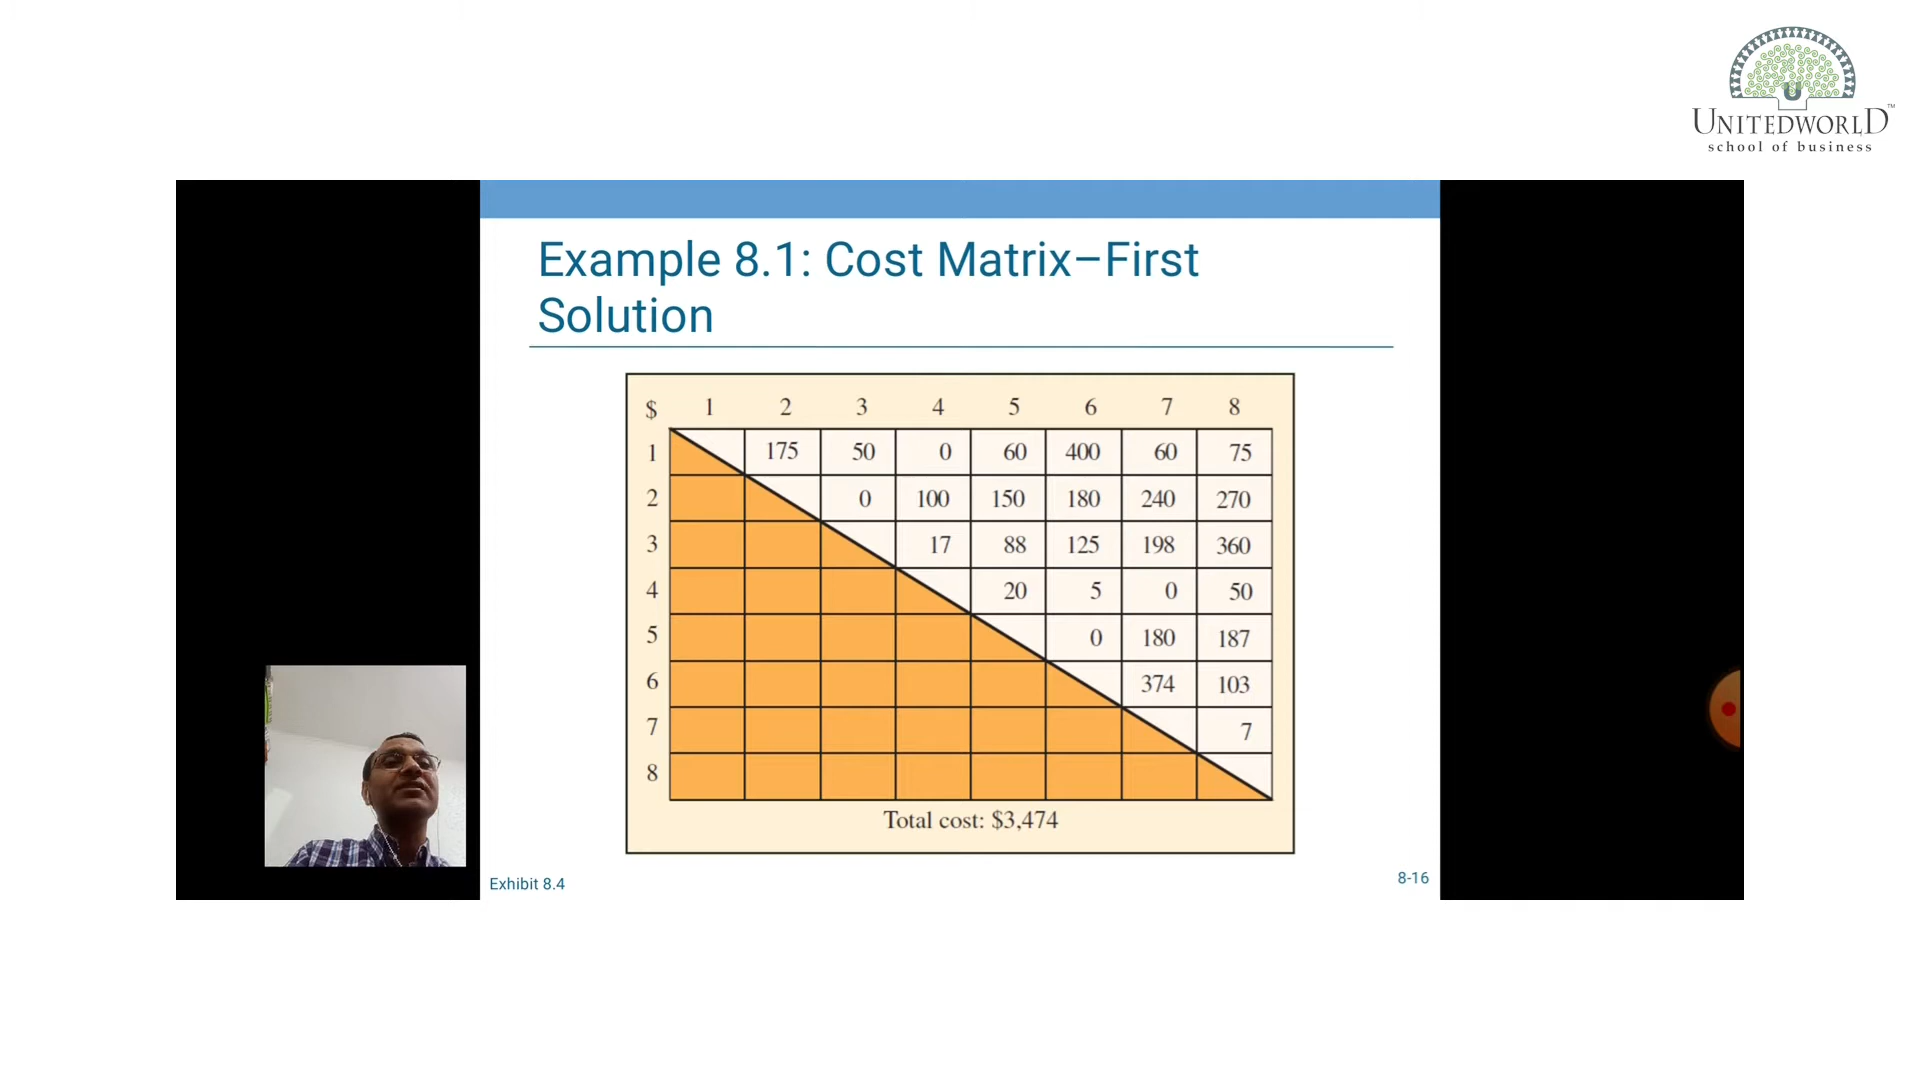 UNITEDWORLD™
school of business
Example 8.1: Cost Matrix–First
Solution
$ 1 2 3 4 5 6 7 8
1 175 50 0 60 400 60 75
2 0 100 150 180 240 270
3 17 88 125 198 360
4 20 5 0 50
5 0 180 187
6 374 103
7 7
8
Total cost: $3,474
Exhibit 8.4
8-16